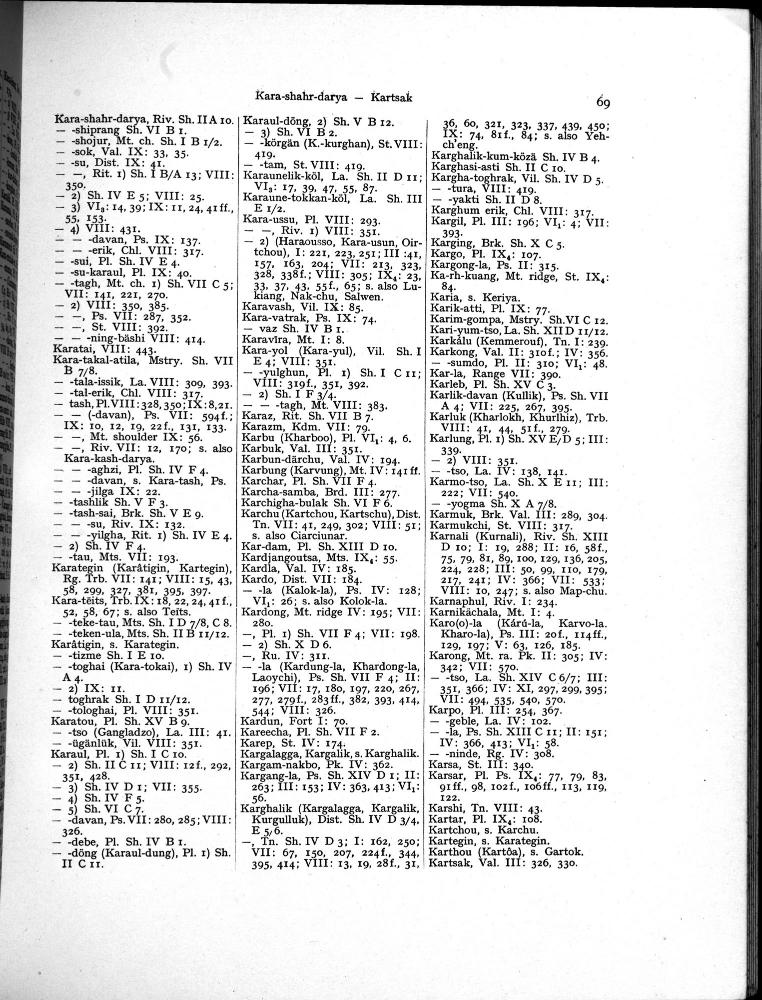 Kara-shahr-darya — Kartsak
69
Kara-shahr-darya, Riv. Sh. II A 10.
— -shiprang Sh. VI B 1.
— -shojur, Mt. ch. Sh. I B 1/2.
— -sok, Val. IX: 33, 35.
— -su, Dist. IX: 41.
— —, Rit. 1) Sh. I B/A 13; VIII:
350.
— 2) Sh. IV E 5; VIII: 25.
— 3) VI₂: 14, 39; IX: 11, 24, 41ff.,
55, 153.
— 4) VIII: 431.
— — -davan, Ps. IX: 137.
— — -erik, Chl. VIII: 317.
— -sui, Pl. Sh. IV E 4.
— -su-karaul, Pl. IX: 40.
— -tagh, Mt. ch. 1) Sh. VII C 5;
VII: 141, 221, 270.
— 2) VIII: 350, 385.
— —, Ps. VII: 287, 352.
— —, St. VIII: 392.
— — -ning-bäshi VIII: 414.
Karatai, VIII: 443.
Kara-takal-atila, Mstry. Sh. VII
B 7/8.
— -tala-issik, La. VIII: 309, 393.
— -tal-erik, Chl. VIII: 317.
— tash, Pl. VIII: 328, 350; IX: 8, 21.
— — (-davan), Ps. VII: 594f.;
IX: 10, 12, 19, 22f., 131, 133.
— —, Mt. shoulder IX: 56.
— —, Riv. VII: 12, 170; s. also
Kara-kash-darya.
— — -aghzi, Pl. Sh. IV F 4.
— — -davan, s. Kara-tash, Ps.
— — -jilga IX: 22.
— -tashlik Sh. V F 3.
— -tash-sai, Brk. Sh. V E 9.
— — -su, Riv. IX: 132.
— — -yilgha, Rit. 1) Sh. IV E 4.
— 2) Sh. IV F 4.
— -tau, Mts. VII: 193.
Karategin (Karâtigin, Kartegin),
Rg. Trb. VII: 141; VIII: 15, 43,
58, 299, 327, 381, 395, 397.
Kara-tëits, Trb. IX: 18, 22, 24, 41f.,
52, 58, 67; s. also Teïts.
— -teke-tau, Mts. Sh. I D 7/8, C 8.
— -teken-ula, Mts. Sh. II B 11/12.
Karâtigin, s. Karategin.
— -tizme Sh. I E 10.
— -toghai (Kara-tokai), 1) Sh. IV
A 4.
— 2) IX: 11.
— toghrak Sh. I D 11/12.
— -tologhai, Pl. VIII: 351.
Karatou, Pl. Sh. XV B 9.
— -tso (Gangladzo), La. III: 41.
— -ügänlük, Vil. VIII: 351.
Karaul, Pl. 1) Sh. I C 10.
— 2) Sh. II C 11; VIII: 12f., 292,
351, 428.
— 3) Sh. IV D 1; VII: 355.
— 4) Sh. IV F 5.
— 5) Sh. VI C 7.
— -davan, Ps. VII: 280, 285; VIII:
326.
— -debe, Pl. Sh. IV B 1.
— -döng (Karaul-dung), Pl. 1) Sh.
II C 11.
Karaul-döng, 2) Sh. V B 12.
— 3) Sh. VI B 2.
— -körgän (K.-kurghan), St. VIII:
419.
— -tam, St. VIII: 419.
Karaunelik-köl, La. Sh. II D 11;
VI₂: 17, 39, 47, 55, 87.
Karaune-tokkan-köl, La. Sh. III
E 1/2.
Kara-ussu, Pl. VIII: 293.
— —, Riv. 1) VIII: 351.
— 2) (Haraousso, Kara-usun, Oir-
tchou), I: 221, 223, 251; III: 41,
157, 163, 204; VII: 213, 323,
328, 338f.; VIII: 305; IX₄: 23,
33, 37, 43, 55f., 65; s. also Lu-
kiang, Nak-chu, Salwen.
Karavash, Vil. IX: 85.
Kara-vatrak, Ps. IX: 74.
— vaz Sh. IV B 1.
Karavīra, Mt. I: 8.
Kara-yol (Kara-yul), Vil. Sh. I
E 4; VIII: 351.
— -yulghun, Pl. 1) Sh. I C 11;
VIII: 319f., 351, 392.
— 2) Sh. I F 3/4.
— — -tagh, Mt. VIII: 383.
Karaz, Rit. Sh. VII B 7.
Karazm, Kdm. VII: 79.
Karbu (Kharboo), Pl. VI₁: 4, 6.
Karbuk, Val. III: 351.
Karbun-därchu, Val. IV: 194.
Karbung (Karvung), Mt. IV: 141ff.
Karchar, Pl. Sh. VII F 4.
Karcha-samba, Brd. III: 277.
Karchigha-bulak Sh. VI F 6.
Karchu (Kartchou, Kartschu), Dist.
Tn. VII: 41, 249, 302; VIII: 51;
s. also Ciarciunar.
Kar-dam, Pl. Sh. XIII D 10.
Kardjangoutsa, Mts. IX₄: 55.
Kardla, Val. IV: 185.
Kardo, Dist. VII: 184.
— -la (Kalok-la), Ps. IV: 128;
VI₁: 26; s. also Kolok-la.
Kardong, Mt. ridge IV: 195; VII:
280.
—, Pl. 1) Sh. VII F 4; VII: 198.
— 2) Sh. X D 6.
—, Ru. IV: 311.
— -la (Kardung-la, Khardong-la,
Laoychi), Ps. Sh. VII F 4; II:
196; VII: 17, 180, 197, 220, 267,
277, 279f., 283ff., 382, 393, 414,
544; VIII: 326.
Kardun, Fort I: 70.
Kareecha, Pl. Sh. VII F 2.
Karep, St. IV: 174.
Kargalagga, Kargalik, s. Karghalik.
Kargam-nakbo, Pk. IV: 362.
Kargang-la, Ps. Sh. XIV D 1; II:
263; III: 153; IV: 363, 413; VI₁:
56.
Karghalik (Kargalagga, Kargalik,
Kurgulluk), Dist. Sh. IV D 3/4,
E 5/6.
—, Tn. Sh. IV D 3; I: 162, 250;
VII: 67, 150, 207, 224f., 344,
395, 414; VIII: 13, 19, 28f., 31,
36, 60, 321, 323, 337, 439, 450;
IX: 74, 81f., 84; s. also Yeh-
ch'eng.
Karghalik-kum-közä Sh. IV B 4.
Karghasi-asti Sh. II C 10.
Kargha-toghrak, Vil. Sh. IV D 5.
— -tura, VIII: 419.
— -yakti Sh. II D 8.
Karghum erik, Chl. VIII: 317.
Kargil, Pl. III: 196; VI₁: 4; VII:
393.
Karging, Brk. Sh. X C 5.
Kargo, Pl. IX₄: 107.
Kargong-la, Ps. II: 315.
Ka-rh-kuang, Mt. ridge, St. IX₄:
84.
Karia, s. Keriya.
Karik-atti, Pl. IX: 77.
Karim-gompa, Mstry. Sh. VI C 12.
Kari-yum-tso, La. Sh. XII D 11/12.
Karkâlu (Kemmerouf), Tn. I: 239.
Karkong, Val. II: 310f.; IV: 356.
— -sumdo, Pl. II: 310; VI₁: 48.
Kar-la, Range VII: 390.
Karleb, Pl. Sh. XV C 3.
Karlik-davan (Kullik), Ps. Sh. VII
A 4; VII: 225, 267, 395.
Karluk (Kharlokh, Khurlhiz), Trb.
VIII: 41, 44, 51f., 279.
Karlung, Pl. 1) Sh. XV E/D 5; III:
339.
— 2) VIII: 351.
— -tso, La. IV: 138, 141.
Karmo-tso, La. Sh. X E 11; III:
222; VII: 540.
— -yogma Sh. X A 7/8.
Karmuk, Brk. Val. III: 289, 304.
Karmukchi, St. VIII: 317.
Karnali (Kurnali), Riv. Sh. XIII
D 10; I: 19, 288; II: 16, 58f.,
75, 79, 81, 89, 100, 129, 136, 205,
224, 228; III: 50, 99, 110, 179,
217, 241; IV: 366; VII: 533;
VIII: 10, 247; s. also Map-chu.
Karnaphul, Riv. I: 234.
Karnikāchala, Mt. I: 4.
Karo(o)-la (Kárú-la, Karvo-la.
Kharo-la), Ps. III: 20f., 114ff.,
129, 197; V: 63, 126, 185.
Karong, Mt. ra. Pk. II: 305; IV:
342; VII: 570.
— -tso, La. Sh. XIV C 6/7; III:
351, 366; IV: XI, 297, 299, 395;
VII: 494, 535, 540, 570.
Karpo, Pl. III: 254, 367.
— -geble, La. IV: 102.
— -la, Ps. Sh. XIII C 11; II: 151;
IV: 366, 413; VI₁: 58.
— -ninde, Rg. IV: 308.
Karsa, St. III: 340.
Karsar, Pl. Ps. IX₄: 77, 79, 83,
91ff., 98, 102f., 106ff., 113, 119,
122.
Karshi, Tn. VIII: 43.
Kartar, Pl. IX₄: 108.
Kartchou, s. Karchu.
Kartegin, s. Karategin.
Karthou (Kartôa), s. Gartok.
Kartsak, Val. III: 326, 330.